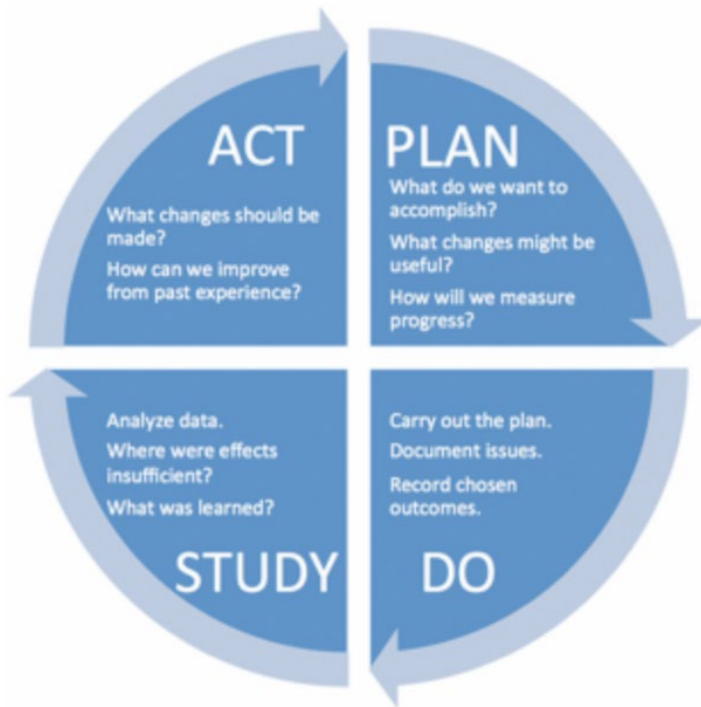 ACT
What changes should be
made?
How can we improve
from past experience?
PLAN
What do we want to
accomplish?
What changes might be
useful?
How will we measure
progress?
Carry out the plan.
Document issues.
Record chosen
outcomes.
DO
Analyze data.
Where were effects
insufficient?
What was learned?
STUDY